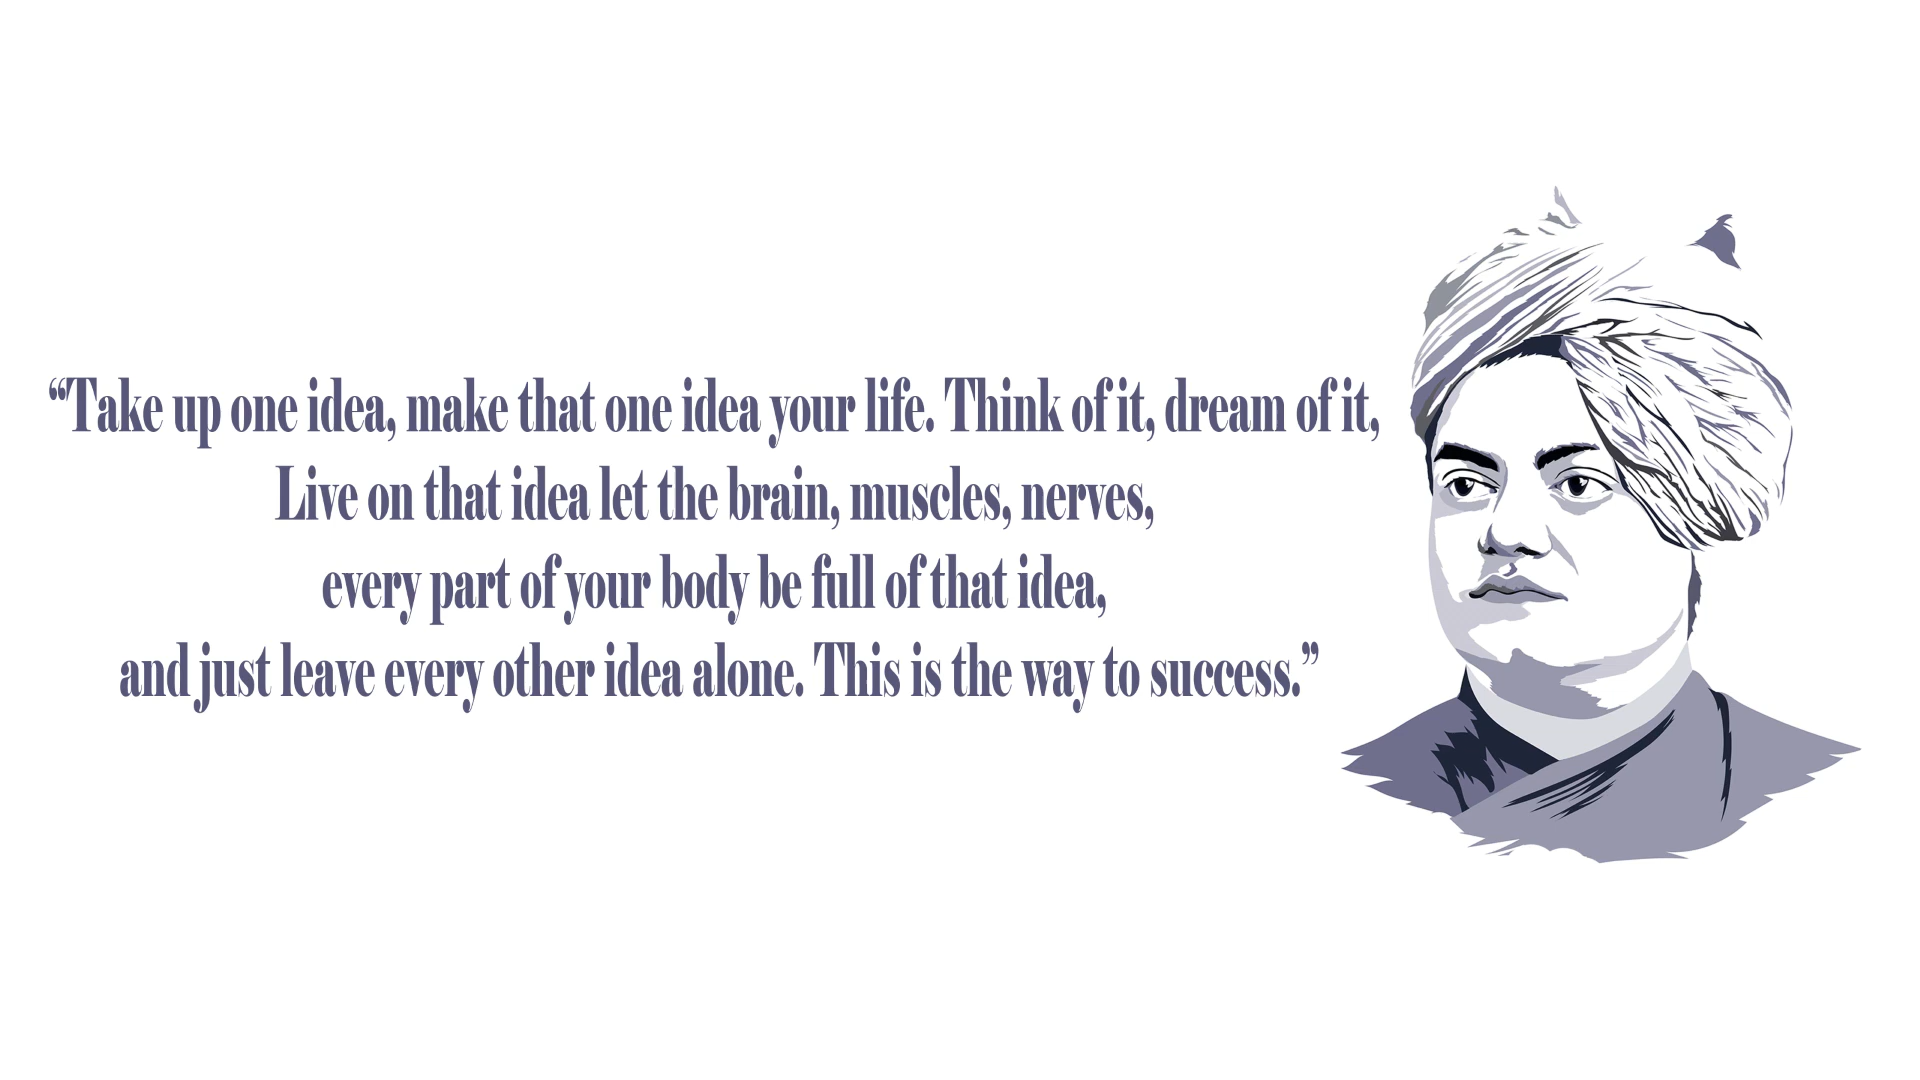 “Take up one idea, make that one idea your life. Think of it, dream of it,
Live on that idea let the brain, muscles, nerves,
every part of your body be full of that idea,
and just leave every other idea alone. This is the way to success.”